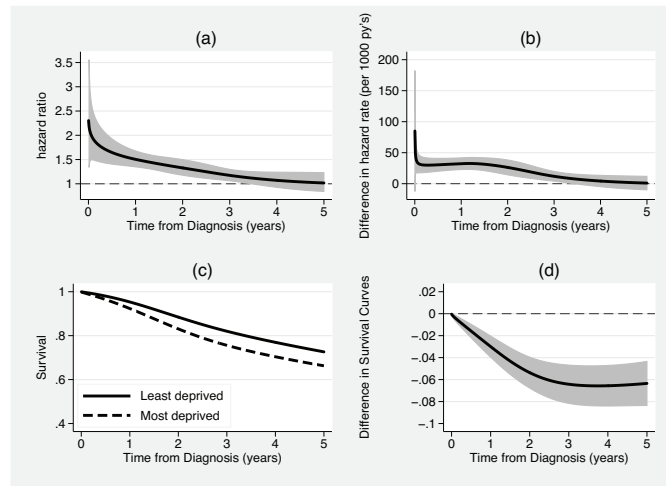 (a)
hazard ratio
3.5
3
2.5
2
1.5
1
0 1 2 3 4 5
Time from Diagnosis (years)
(b)
Difference in hazard rate (per 1000 py's)
200
150
100
50
0
0 1 2 3 4 5
Time from Diagnosis (years)
(c)
Survival
1
.8
.6
.4
Least deprived
Most deprived
0 1 2 3 4 5
Time from Diagnosis (years)
(d)
Difference in Survival Curves
.02
0
−.02
−.04
−.06
−.08
−.1
0 1 2 3 4 5
Time from Diagnosis (years)